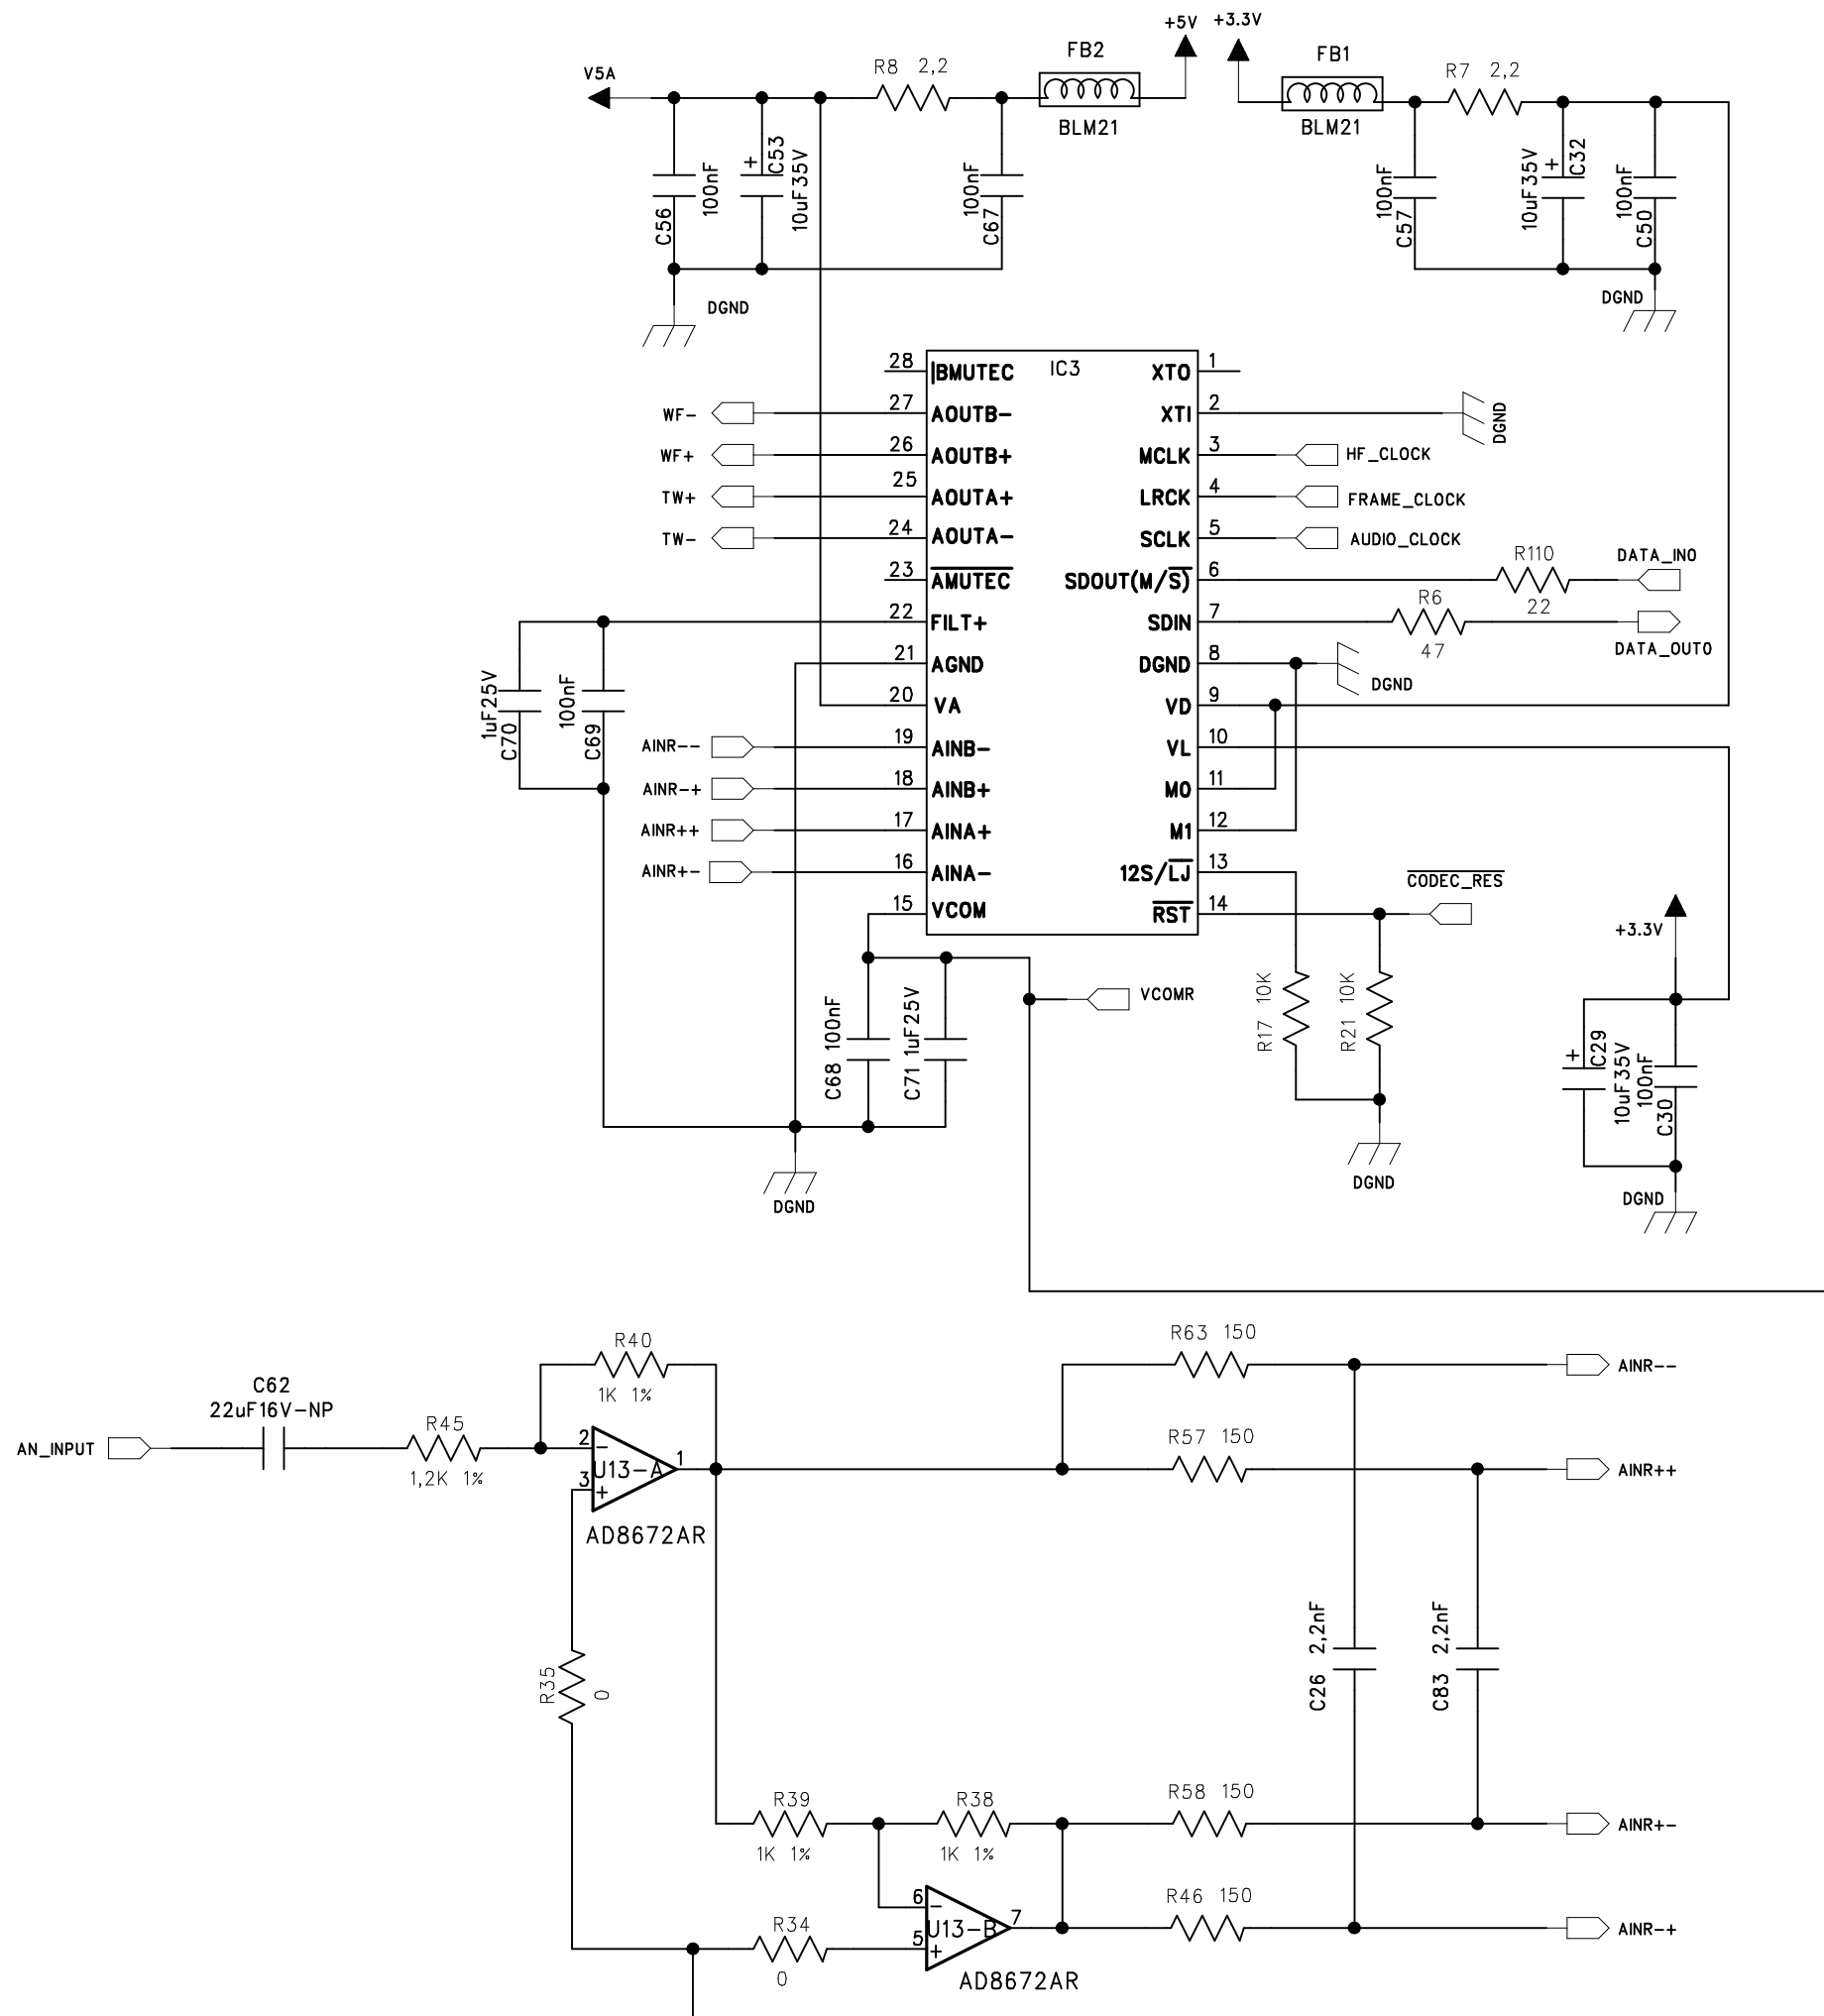 +5V
+3.3V
V5A
R8 2,2
FB2
BLM21
FB1
BLM21
R7 2,2
C56
100nF
C53
10uF35V
100nF
C67
100nF
C57
10uF35V
C32
100nF
C50
DGND
DGND
IC3
28
BMUTEC
XTO
1
WF-
27
AOUTB-
XTI
2
DGND
WF+
26
AOUTB+
MCLK
3
HF_CLOCK
TW+
25
AOUTA+
LRCK
4
FRAME_CLOCK
TW-
24
AOUTA-
SCLK
5
AUDIO_CLOCK
23
AMUTEC
SDOUT(M/S)
6
R110
22
DATA_IN0
22
FILT+
SDIN
7
R6
47
DATA_OUT0
21
AGND
DGND
8
DGND
20
VA
VD
9
1uF25V
C70
100nF
C69
AINR--
19
AINB-
VL
10
AINR-+
18
AINB+
M0
11
AINR++
17
AINA+
M1
12
AINR+-
16
AINA-
12S/LJ
13
15
VCOM
RST
14
CODEC_RES
+3.3V
VCOMR
C68 100nF
C71 1uF25V
R17 10K
R21 10K
C29
10uF35V
100nF
C30
DGND
DGND
DGND
R40
1K 1%
R63 150
AINR--
C62
22uF16V-NP
AN_INPUT
R45
1,2K 1%
2
-
3
+
U13-A
1
AD8672AR
R57 150
AINR++
R35
0
C26 2,2nF
C83 2,2nF
R39
1K 1%
R38
1K 1%
R58 150
AINR+-
R34
0
6
-
5
+
U13-B
7
AD8672AR
R46 150
AINR-+